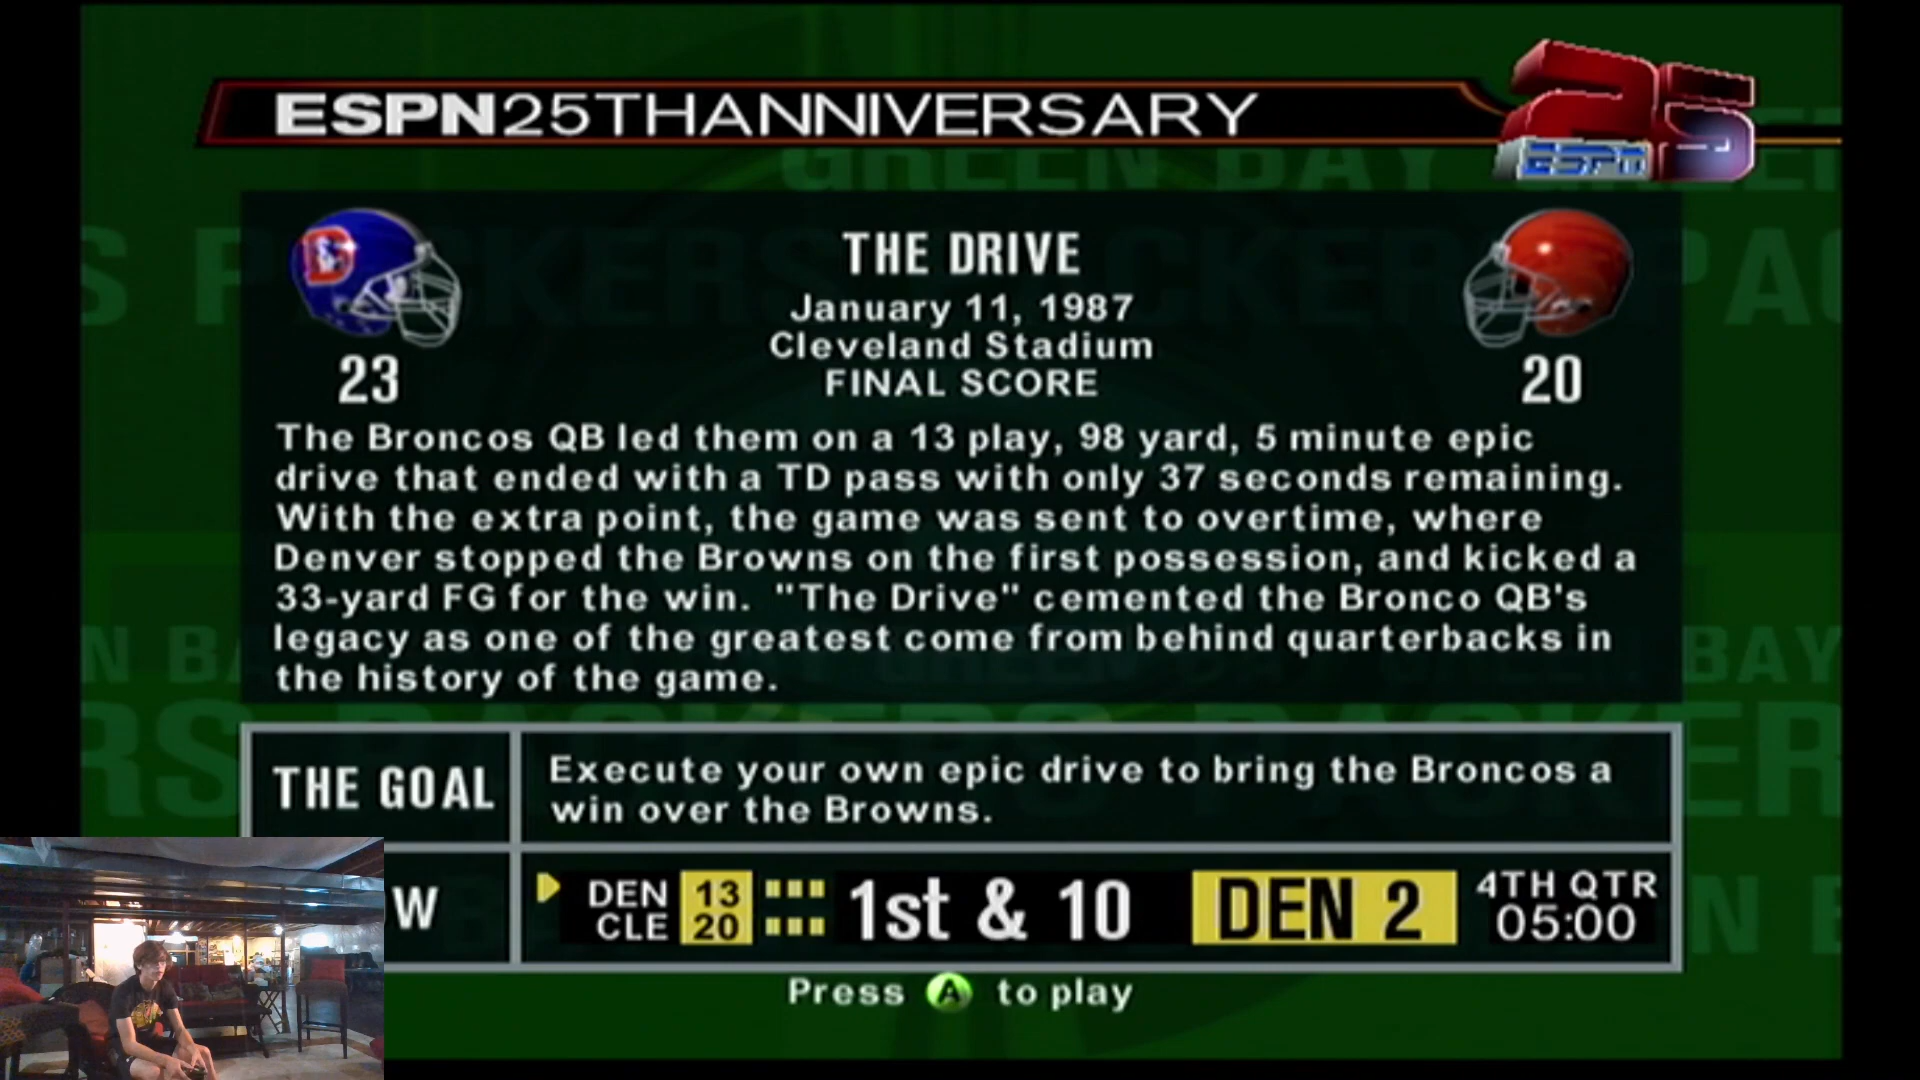 ESPN25THANNIVERSARY
25
ESPN
THE DRIVE
January 11, 1987
Cleveland Stadium
FINAL SCORE
23
20
The Broncos QB led them on a 13 play, 98 yard, 5 minute epic
drive that ended with a TD pass with only 37 seconds remaining.
With the extra point, the game was sent to overtime, where
Denver stopped the Browns on the first possession, and kicked a
33-yard FG for the win. "The Drive" cemented the Bronco QB's
legacy as one of the greatest come from behind quarterbacks in
the history of the game.
THE GOAL
Execute your own epic drive to bring the Broncos a
win over the Browns.
W
DEN 13
CLE 20
1st & 10
DEN 2
4TH QTR
05:00
Press A to play
GREEN BAY
PACKERS